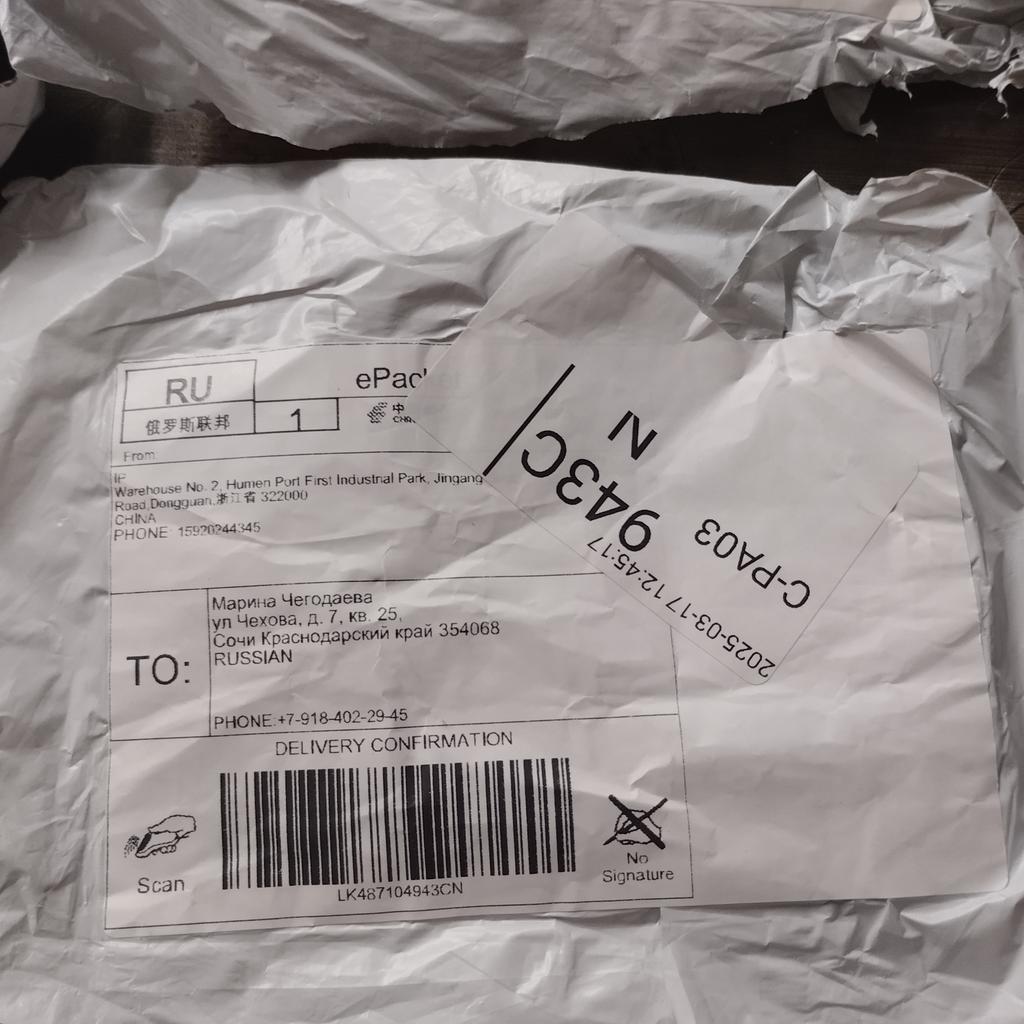 RU
俄罗斯联邦
1
ePac
中
From:
IP
Warehouse No. 2, Humen Port First Industrial Park, Jingang
Road,Dongguan,浙江省 322000
CHINA
PHONE: 15920244345
TO:
Марина Чегодаева
ул Чехова, д. 7, кв. 25,
Сочи Краснодарский край 354068
RUSSIAN
PHONE:+7-918-402-29-45
DELIVERY CONFIRMATION
Scan
LK487104943CN
No
Signature
943C
N
C-PA03
2025-03-17 12:45:17